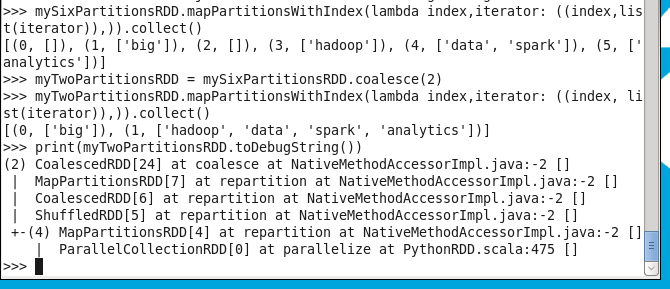 >>> mySixPartitionsRDD.mapPartitionsWithIndex(lambda index,iterator: ((index,lis
t(iterator)),)).collect()
[(0, []), (1, ['big']), (2, []), (3, ['hadoop']), (4, ['data', 'spark']), (5, ['
analytics'])]
>>> myTwoPartitionsRDD = mySixPartitionsRDD.coalesce(2)
>>> myTwoPartitionsRDD.mapPartitionsWithIndex(lambda index,iterator: ((index, li
st(iterator)),)).collect()
[(0, ['big']), (1, ['hadoop', 'data', 'spark', 'analytics'])]
>>> print(myTwoPartitionsRDD.toDebugString())
(2) CoalescedRDD[24] at coalesce at NativeMethodAccessorImpl.java:-2 []
 |  MapPartitionsRDD[7] at repartition at NativeMethodAccessorImpl.java:-2 []
 |  CoalescedRDD[6] at repartition at NativeMethodAccessorImpl.java:-2 []
 |  ShuffledRDD[5] at repartition at NativeMethodAccessorImpl.java:-2 []
 +-(4) MapPartitionsRDD[4] at repartition at NativeMethodAccessorImpl.java:-2 []
    |  ParallelCollectionRDD[0] at parallelize at PythonRDD.scala:475 []
>>>